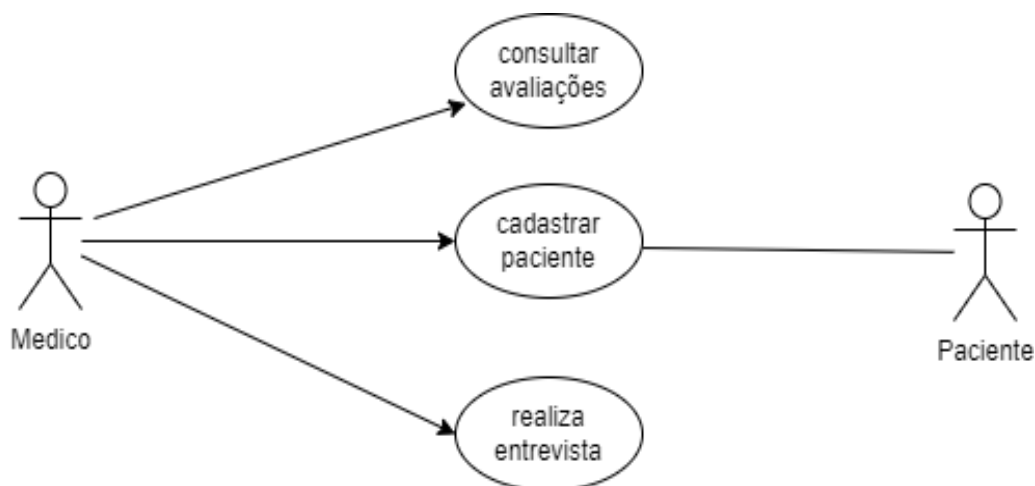 consultar
avaliações
cadastrar
paciente
Medico
Paciente
realiza
entrevista